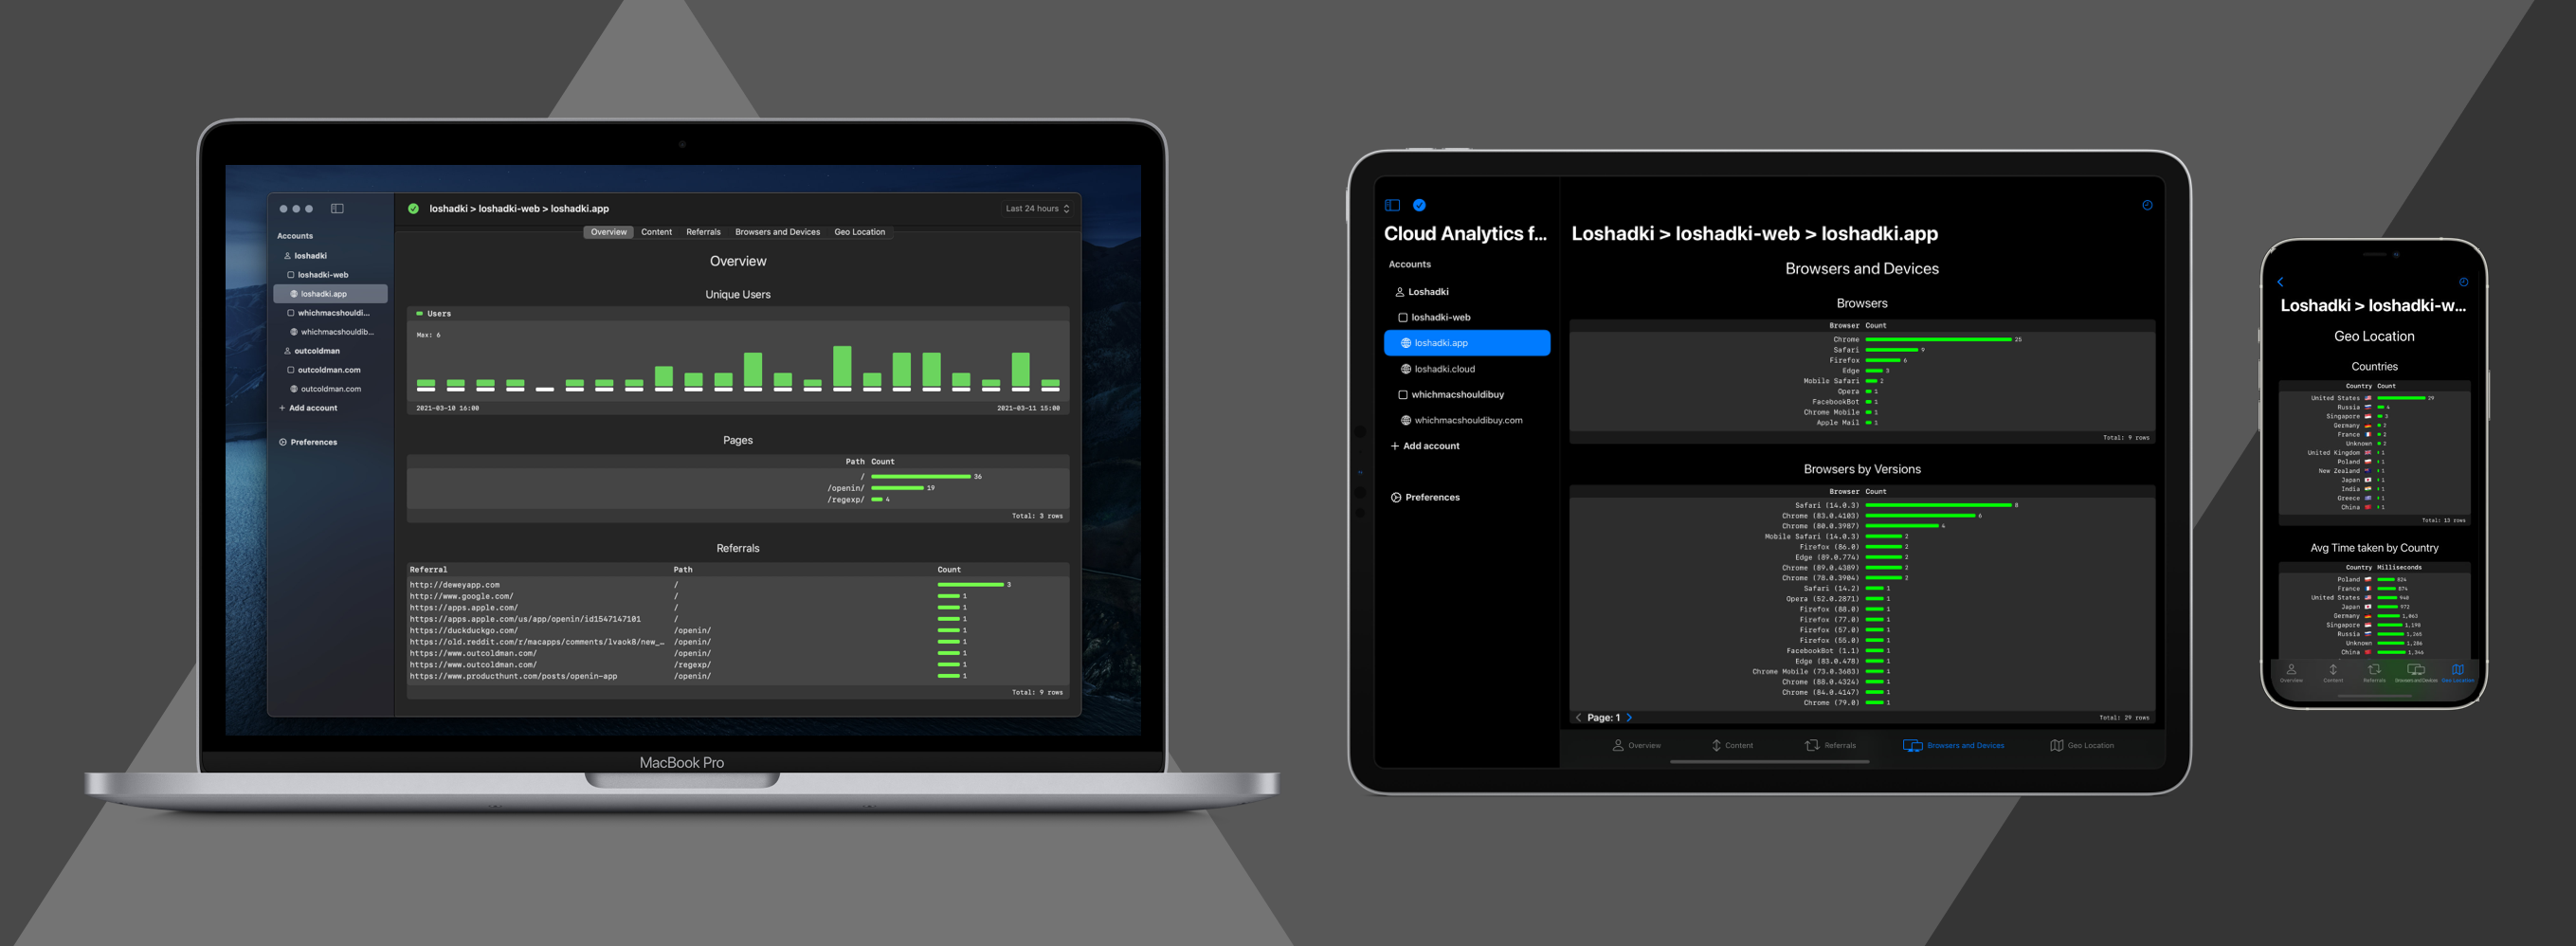 loshadki > loshadki-web > loshadki.app
Last 24 hours
Accounts
loshadki
loshadki-web
loshadki.app
whichmacshouldi...
whichmacshouldib...
outcoldman
outcoldman.com
outcoldman.com
Add account
Preferences
Overview Content Referrals Browsers and Devices Geo Location
Overview
Unique Users
Users
Max: 6
2021-03-10 16:00 2021-03-11 15:00
Pages
Path Count
/ 36
/openin/ 19
/regexp/ 4
Total: 3 rows
Referrals
Referral Path Count
http://deweyapp.com / 3
http://www.google.com/ / 1
https://apps.apple.com/ / 1
https://apps.apple.com/us/app/openin/id1547147101 / 1
https://duckduckgo.com/ /openin/ 1
https://old.reddit.com/r/macapps/comments/lvaok8/new_… /openin/ 1
https://www.outcoldman.com/ /openin/ 1
https://www.outcoldman.com/ /regexp/ 1
https://www.producthunt.com/posts/openin-app /openin/ 1
Total: 9 rows
MacBook Pro
Cloud Analytics f...
Accounts
Loshadki
loshadki-web
loshadki.app
loshadki.cloud
whichmacshouldibuy
whichmacshouldibuy.com
Add account
Preferences
Loshadki > loshadki-web > loshadki.app
Browsers and Devices
Browsers
Browser Count
Chrome 25
Safari 9
Firefox 6
Edge 3
Mobile Safari 2
Opera 1
FacebookBot 1
Chrome Mobile 1
Apple Mail 1
Total: 9 rows
Browsers by Versions
Browser Count
Safari (14.0.3) 8
Chrome (83.0.4103) 6
Chrome (80.0.3987) 4
Mobile Safari (14.0.3) 2
Firefox (86.0) 2
Edge (89.0.774) 2
Chrome (89.0.4389) 2
Chrome (78.0.3904) 2
Safari (14.2) 1
Opera (52.0.2871) 1
Firefox (88.0) 1
Firefox (77.0) 1
Firefox (57.0) 1
Firefox (55.0) 1
FacebookBot (1.1) 1
Edge (83.0.478) 1
Chrome Mobile (73.0.3683) 1
Chrome (88.0.4324) 1
Chrome (84.0.4147) 1
Chrome (79.0) 1
Page: 1
Total: 29 rows
Overview Content Referrals Browsers and Devices Geo Location
Loshadki > loshadki-w...
Geo Location
Countries
Country Count
United States 29
Russia 4
Singapore 3
Germany 2
France 2
Unknown 2
United Kingdom 1
Poland 1
New Zealand 1
Japan 1
India 1
Greece 1
China 1
Total: 13 rows
Avg Time taken by Country
Country Milliseconds
Poland 824
France 874
United States 940
Japan 972
Germany 1,063
Singapore 1,198
Russia 1,265
Unknown 1,286
China 1,346
Overview Content Referrals Browsers and Devices Geo Location